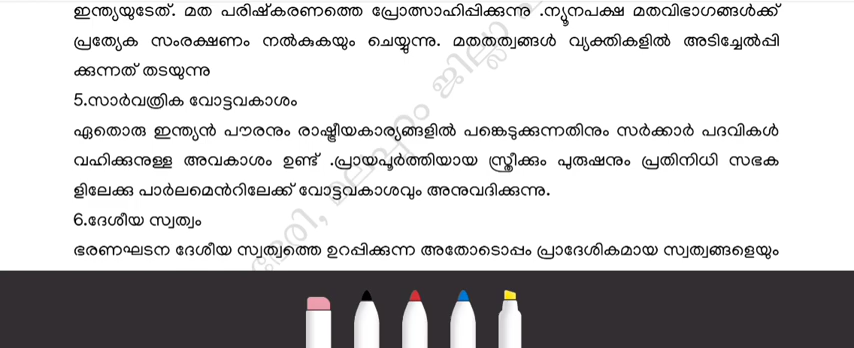 ഇന്ത്യയുടേത്. മത പരിഷ്കരണത്തെ പ്രോത്സാഹിപ്പിക്കുന്നു .ന്യൂനപക്ഷ മതവിഭാഗങ്ങൾക്ക്
പ്രത്യേക സംരക്ഷണം നൽകുകയും ചെയ്യുന്നു. മതതത്വങ്ങൾ വ്യക്തികളിൽ അടിച്ചേൽപ്പി
ക്കുന്നത് തടയുന്നു
5.സാർവത്രിക വോട്ടവകാശം
ഏതൊരു ഇന്ത്യൻ പൗരനും രാഷ്ട്രീയകാര്യങ്ങളിൽ പങ്കെടുക്കുന്നതിനും സർക്കാർ പദവികൾ
വഹിക്കുനുള്ള അവകാശം ഉണ്ട് .പ്രായപൂർത്തിയായ സ്ത്രീക്കും പുരുഷനും പ്രതിനിധി സഭക
ളിലേക്കു പാർലമെൻറിലേക്ക് വോട്ടവകാശവും അനുവദിക്കുന്നു.
6.ദേശീയ സ്വത്വം
ഭരണഘടന ദേശീയ സ്വത്വത്തെ ഉറപ്പിക്കുന്ന അതോടൊപ്പം പ്രാദേശികമായ സ്വത്വങ്ങളെയും
മലപ്പുറം ജില്ലാ